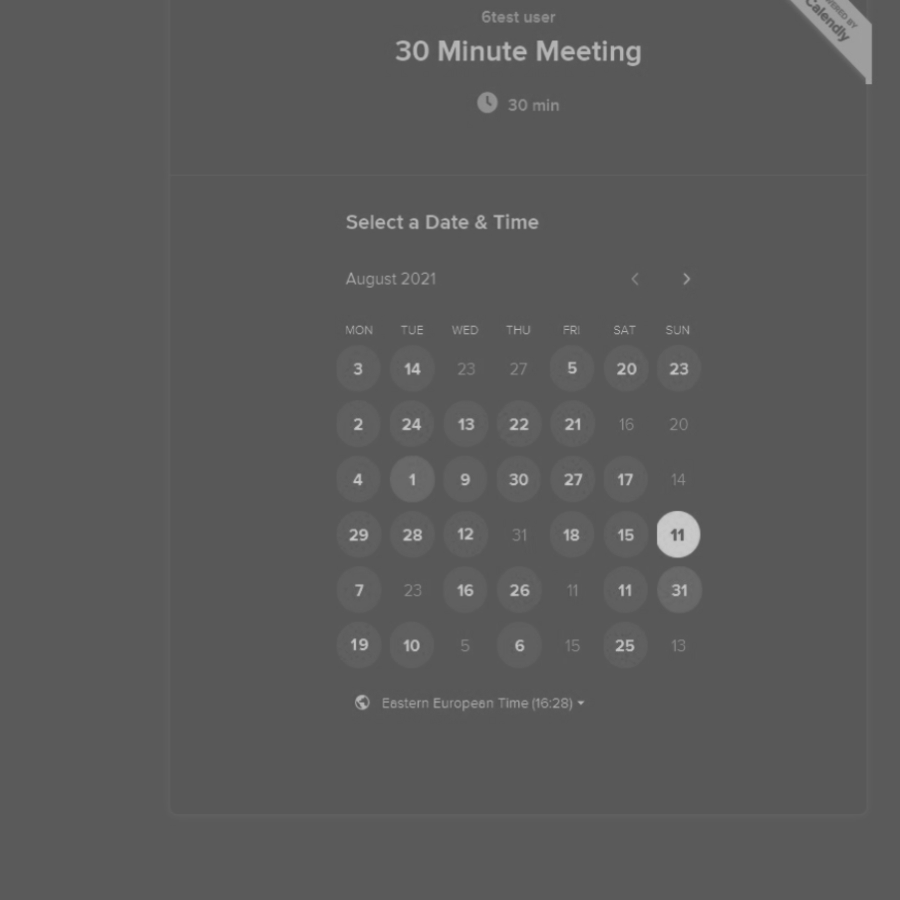 6test user
30 Minute Meeting
30 min
Calendly
Select a Date & Time
August 2021
MON TUE WED THU FRI SAT SUN
3 14 23 27 5 20 23
2 24 13 22 21 16 20
4 1 9 30 27 17 14
29 28 12 31 18 15 11
7 23 16 26 11 11 31
19 10 5 6 15 25 13
Eastern European Time (16:28)